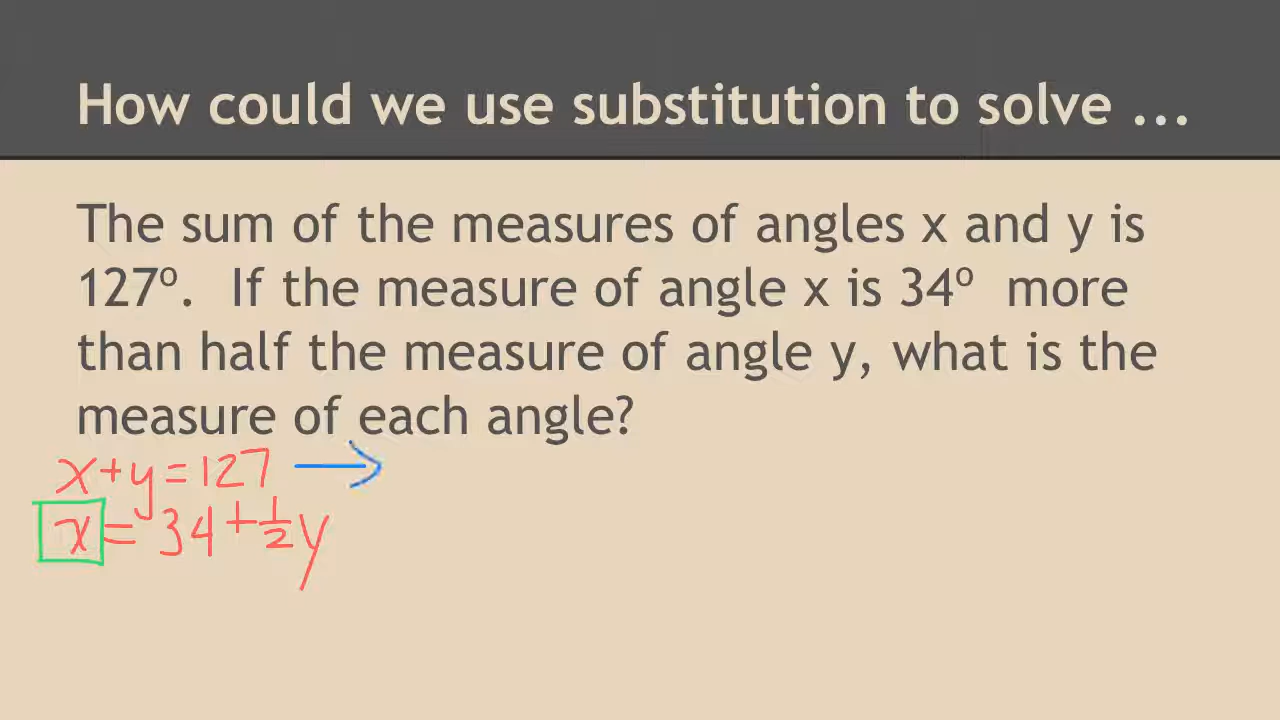 How could we use substitution to solve ...
The sum of the measures of angles x and y is
127º. If the measure of angle x is 34º more
than half the measure of angle y, what is the
measure of each angle?
x+y=127 →
x = 34 + ½y